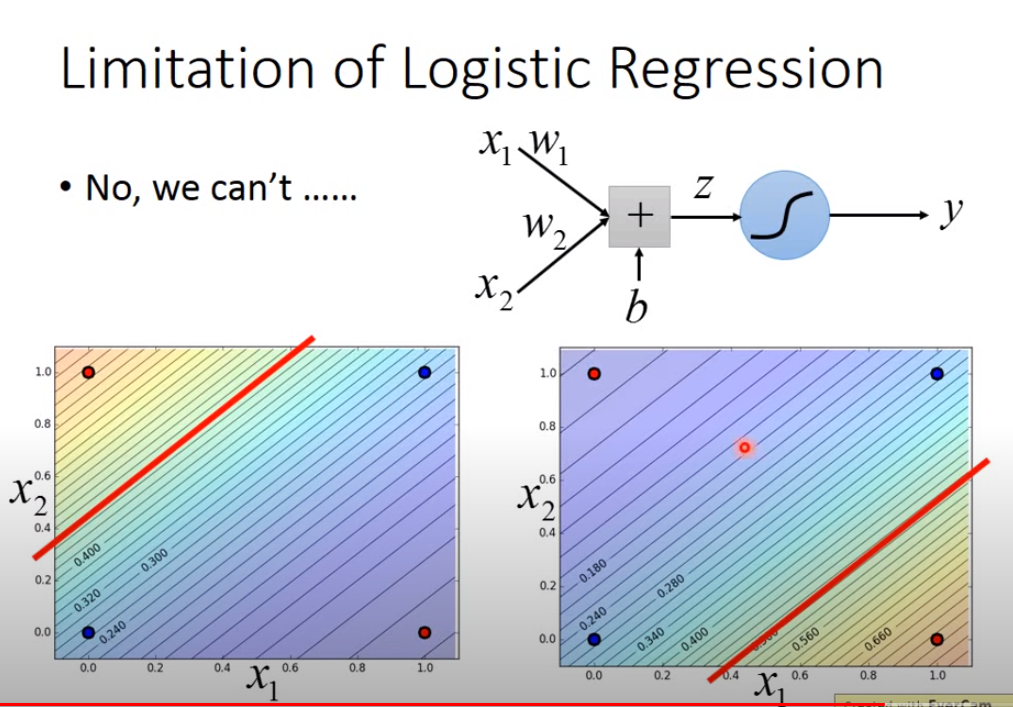 Limitation of Logistic Regression
• No, we can't ......
x₁ w₁
w₂
x₂
+
z
y
b
1.0
0.8
0.6
0.4
0.2
0.0
x₂
0.400
0.300
0.320
0.240
0.0 0.2 0.4 0.6 0.8 1.0
x₁
1.0
0.8
0.6
0.4
0.2
0.0
x₂
0.180
0.280
0.240
0.340
0.400
0.560
0.660
0.0 0.2 0.4 0.6 0.8 1.0
x₁